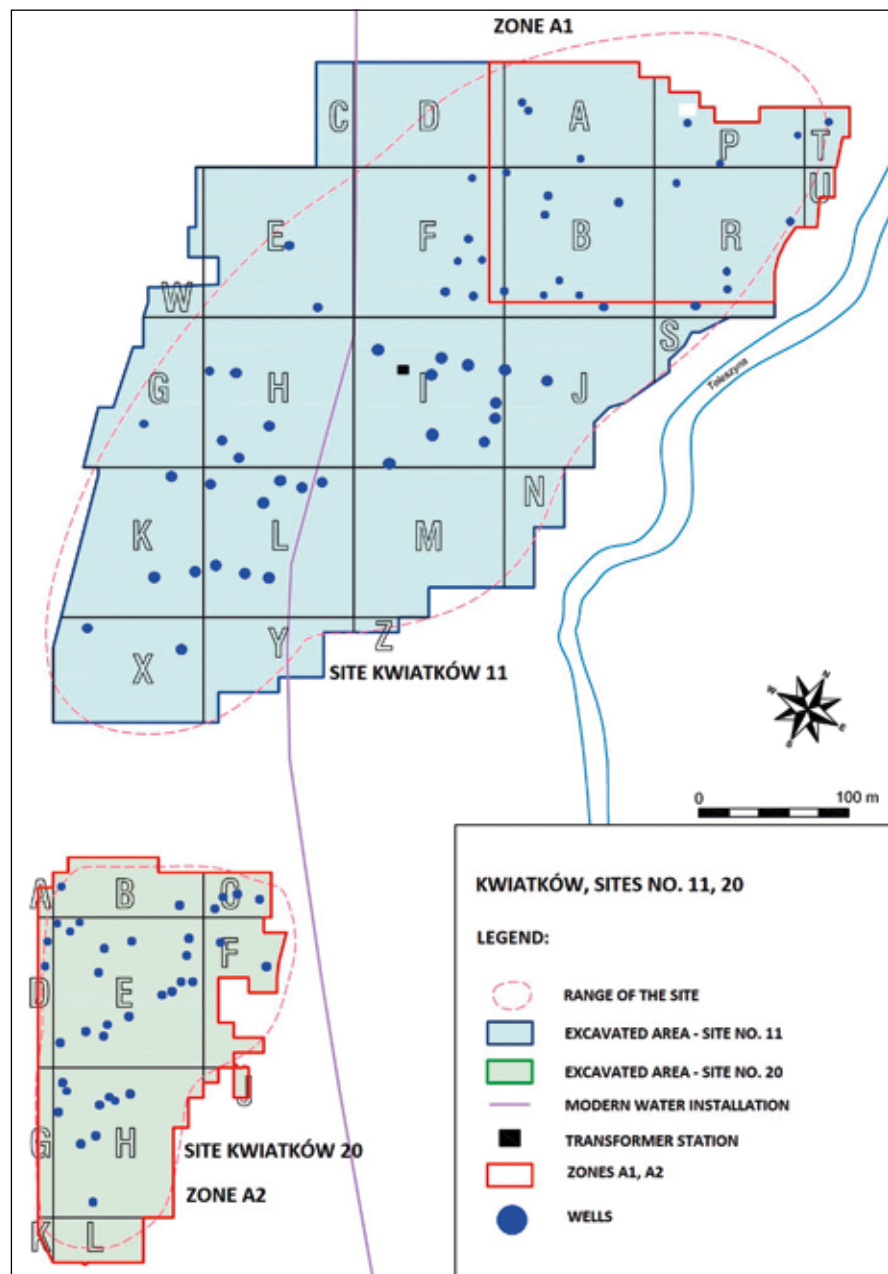 ZONE A1
C
D
A
P
T
U
E
F
B
R
W
S
G
H
I
J
Toleszyna
K
L
M
N
X
Y
Z
SITE KWIATKÓW 11
N
W
E
S
0 100 m
A
B
C
D
E
F
J
G
H
SITE KWIATKÓW 20
ZONE A2
K
L
KWIATKÓW, SITES NO. 11, 20
LEGEND:
RANGE OF THE SITE
EXCAVATED AREA - SITE NO. 11
EXCAVATED AREA - SITE NO. 20
MODERN WATER INSTALLATION
TRANSFORMER STATION
ZONES A1, A2
WELLS